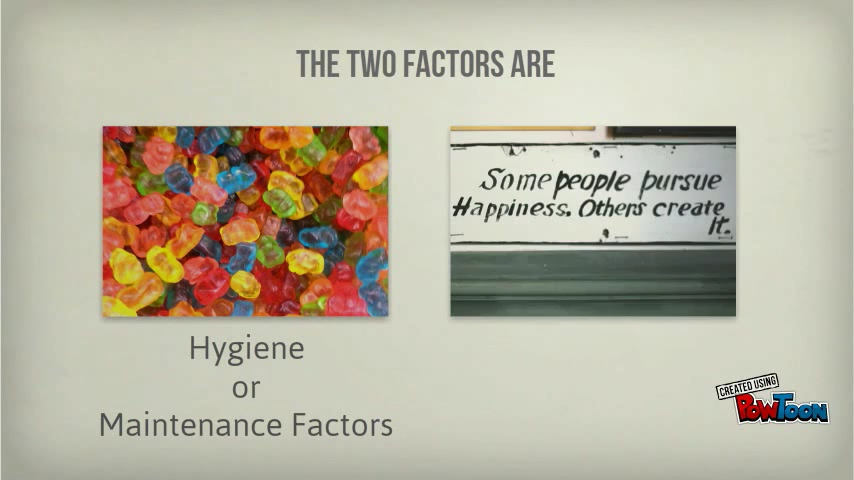 THE TWO FACTORS ARE
Some people pursue
Happiness. Others create
It.
Hygiene
or
Maintenance Factors
CREATED USING
POWTOON